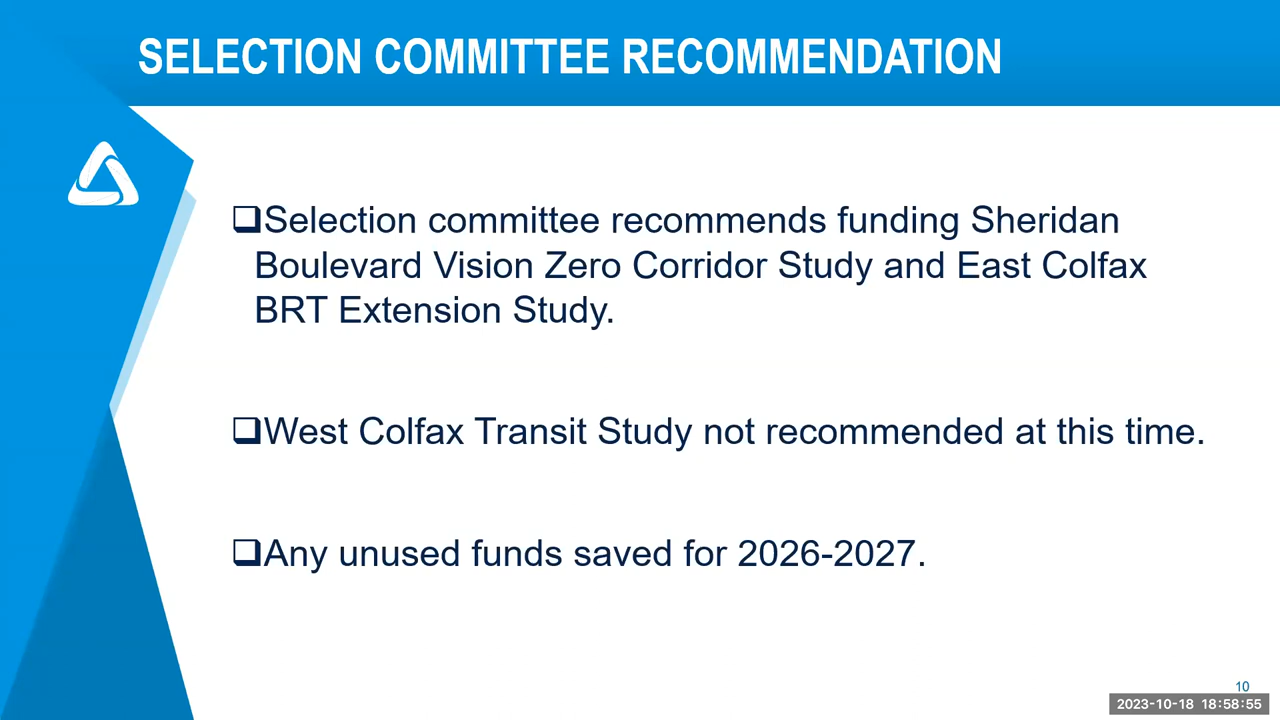 SELECTION COMMITTEE RECOMMENDATION
❑Selection committee recommends funding Sheridan
Boulevard Vision Zero Corridor Study and East Colfax
BRT Extension Study.
❑West Colfax Transit Study not recommended at this time.
❑Any unused funds saved for 2026-2027.
10
2023-10-18 18:58:55